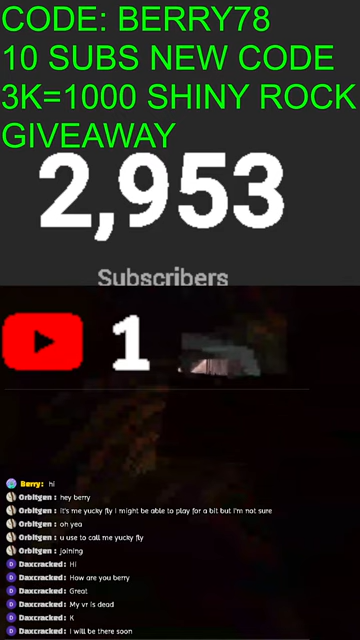 CODE: BERRY78
10 SUBS NEW CODE
3K=1000 SHINY ROCK
GIVEAWAY
2,953
Subscribers
1
Berry: hi
Orbitgen: hey berry
Orbitgen: it's me yucky fly I might be able to play for a bit but I'm not sure
Orbitgen: oh yea
Orbitgen: u use to call me yucky fly
Orbitgen: joining
D Daxcracked: Hi
D Daxcracked: How are you berry
D Daxcracked: Great
D Daxcracked: My vr is dead
D Daxcracked: K
D Daxcracked: I will be there soon